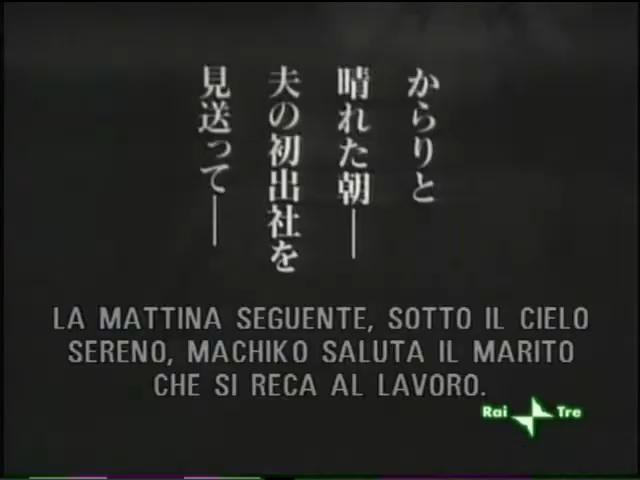 からりと
晴れた朝―
夫の初出社を
見送って―
LA MATTINA SEGUENTE, SOTTO IL CIELO
SERENO, MACHIKO SALUTA IL MARITO
CHE SI RECA AL LAVORO.
Rai Tre